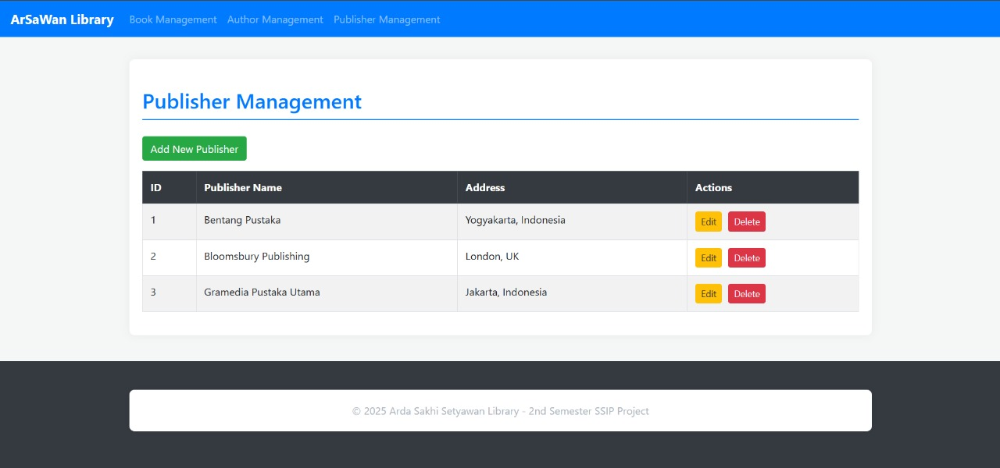 ArSaWan Library Book Management Author Management Publisher Management
Publisher Management
Add New Publisher
ID Publisher Name Address Actions
1 Bentang Pustaka Yogyakarta, Indonesia Edit Delete
2 Bloomsbury Publishing London, UK Edit Delete
3 Gramedia Pustaka Utama Jakarta, Indonesia Edit Delete
© 2025 Arda Sakhi Setyawan Library - 2nd Semester SSIP Project